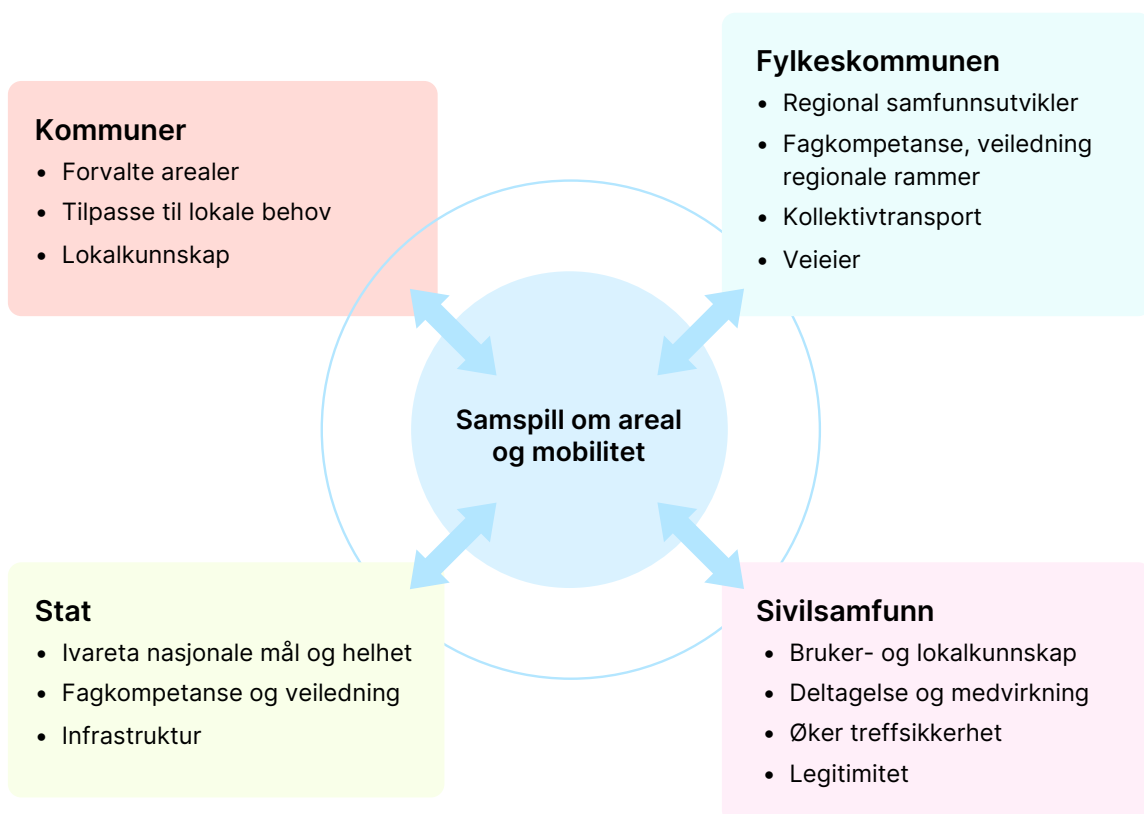 Kommuner
• Forvalte arealer
• Tilpasse til lokale behov
• Lokalkunnskap
Fylkeskommunen
• Regional samfunnsutvikler
• Fagkompetanse, veiledning
regionale rammer
• Kollektivtransport
• Veieier
Samspill om areal
og mobilitet
Stat
• Ivareta nasjonale mål og helhet
• Fagkompetanse og veiledning
• Infrastruktur
Sivilsamfunn
• Bruker- og lokalkunnskap
• Deltagelse og medvirkning
• Øker treffsikkerhet
• Legitimitet